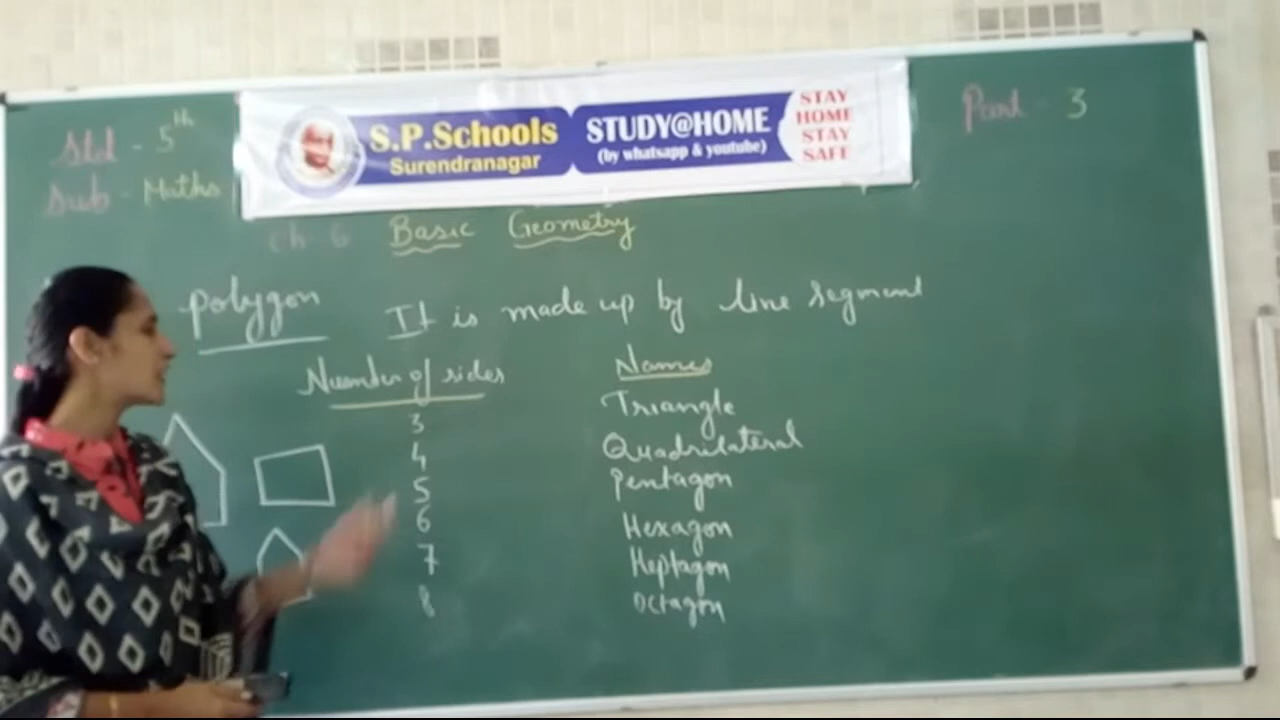 Std - 5th
Sub - Maths
S.P.Schools
Surendranagar
STUDY@HOME
(by whatsapp & youtube)
STAY
HOME
STAY
SAFE
Part - 3
Ch-6 Basic Geometry
Polygon It is made up by line segment
Number of sides Names
3 Triangle
4 Quadrilateral
5 Pentagon
6 Hexagon
7 Heptagon
8 Octagon